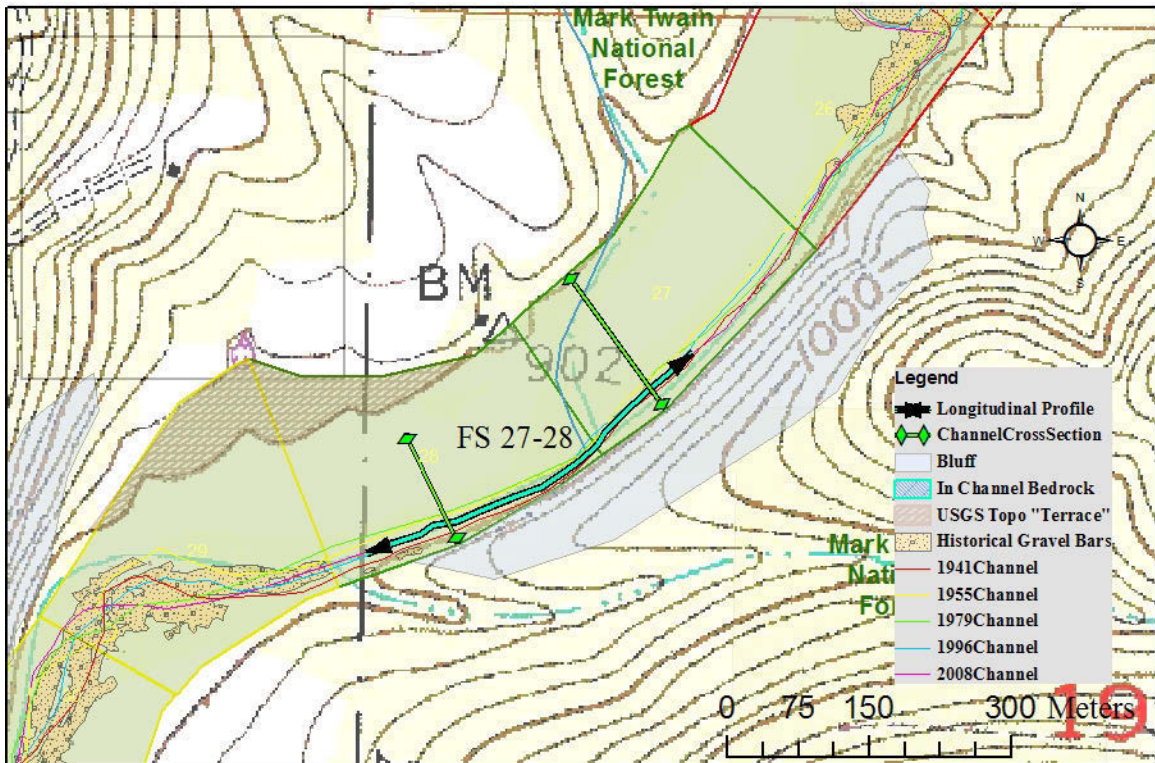 Mark Twain
National
Forest
26
N
W E
S
BM
27
902
1000
FS 27-28
28
29
Mark
Nati
Fo
Legend
Longitudinal Profile
ChannelCrossSection
Bluff
In Channel Bedrock
USGS Topo "Terrace"
Historical Gravel Bars
1941Channel
1955Channel
1979Channel
1996Channel
2008Channel
19
0 75 150 300 Meters